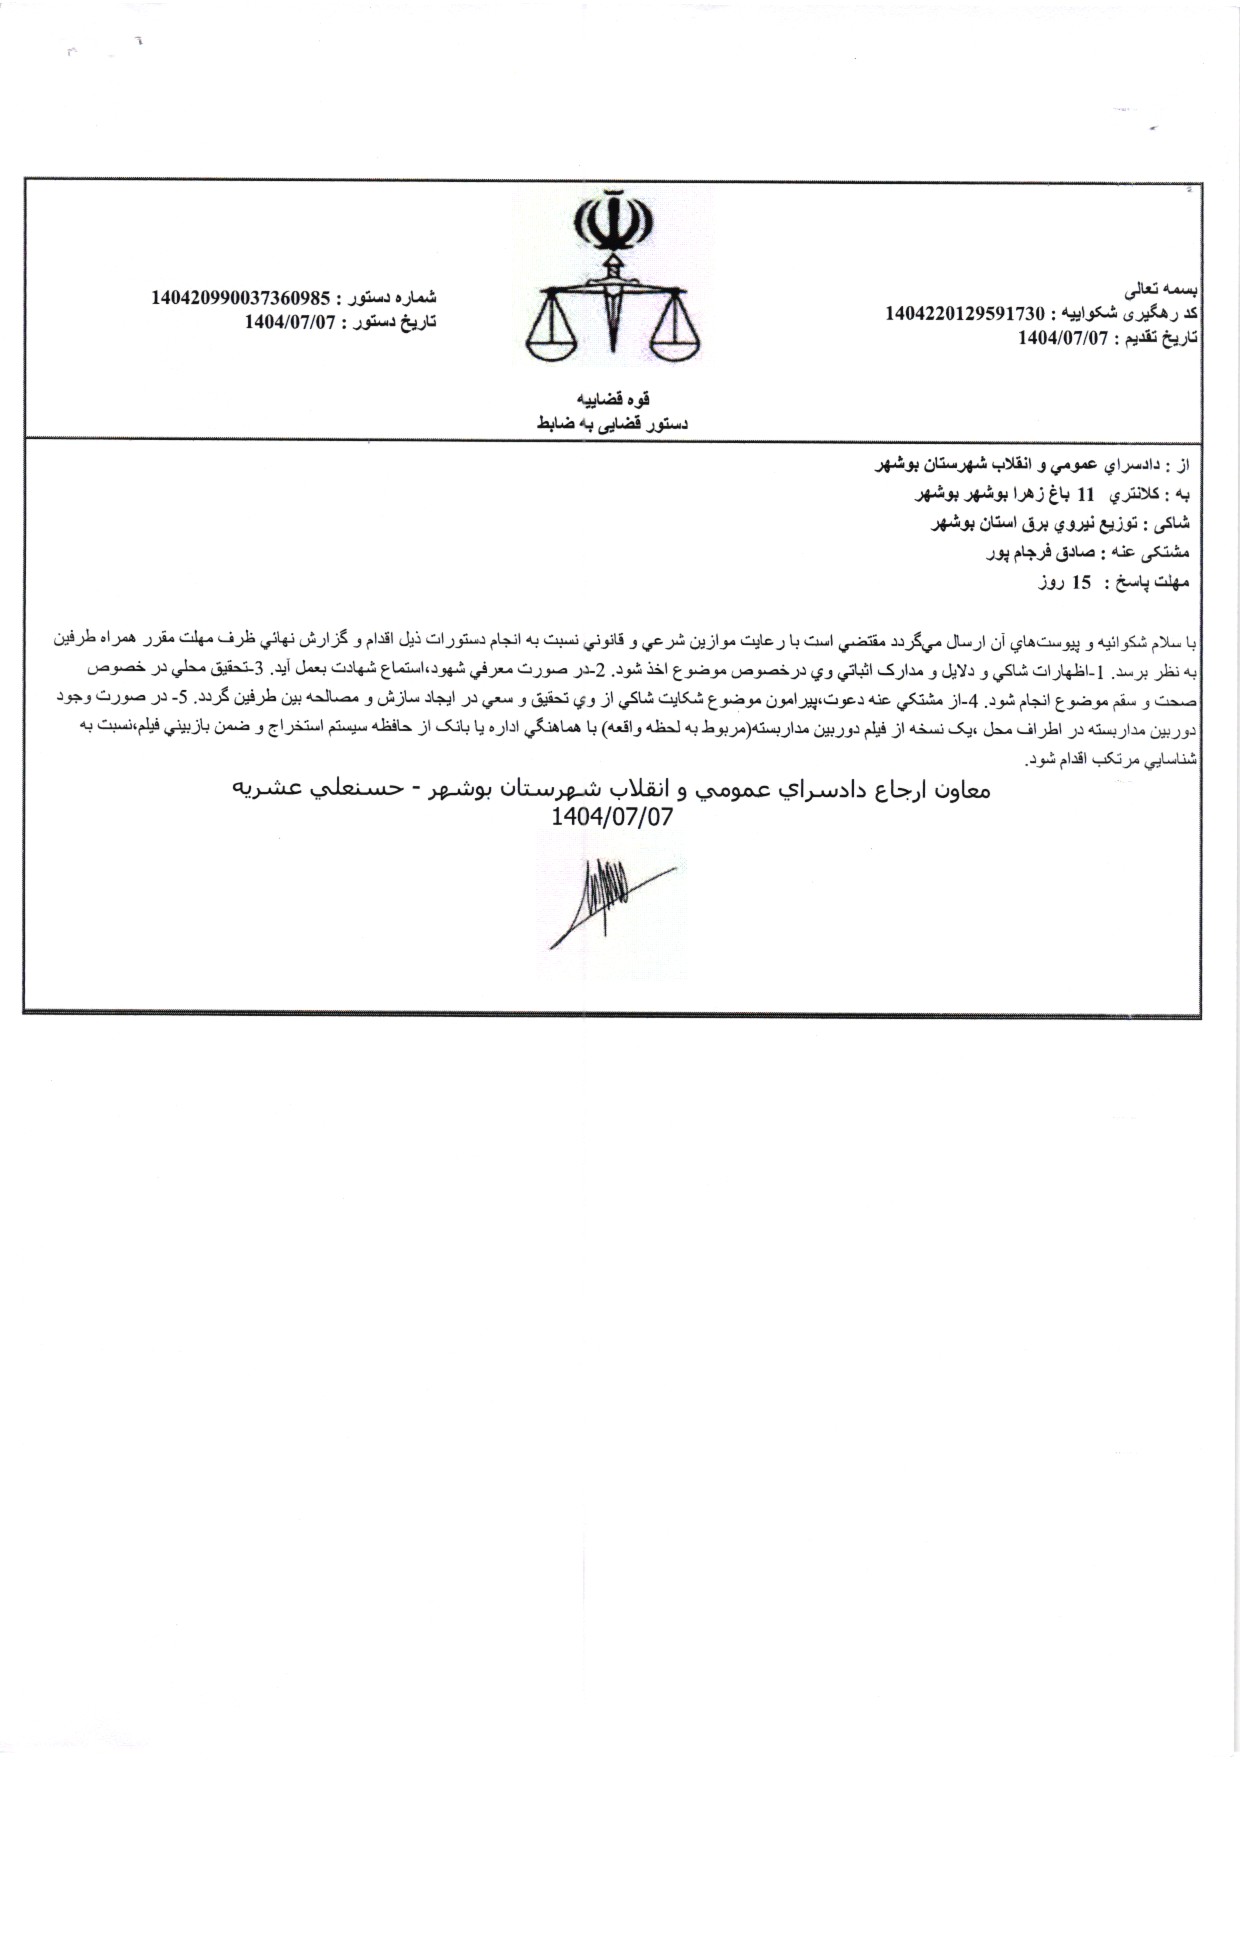 بسمه تعالی
کد رهگیری شکواییه : 1404220129591730
تاریخ تقدیم : 1404/07/07
شماره دستور : 140420990037360985
تاریخ دستور : 1404/07/07
قوه قضاییه
دستور قضایی به ضابط
از : دادسراي عمومي و انقلاب شهرستان بوشهر
به : کلانتري 11 باغ زهرا بوشهر بوشهر
شاکی : توزيع نيروي برق استان بوشهر
مشتکی عنه : صادق فرجام پور
مهلت پاسخ : 15 روز
با سلام شکوائيه و پيوست‌هاي آن ارسال مي‌گردد مقتضي است با رعايت موازين شرعي و قانوني نسبت به انجام دستورات ذيل اقدام و گزارش نهائي ظرف مهلت مقرر همراه طرفين
به نظر برسد. 1-اظهارات شاکي و دلايل و مدارک اثباتي وي درخصوص موضوع اخذ شود. 2-در صورت معرفي شهود،استماع شهادت بعمل آيد. 3-تحقيق محلي در خصوص
صحت و سقم موضوع انجام شود. 4-از مشتکي عنه دعوت،پيرامون موضوع شکايت شاکي از وي تحقيق و سعي در ايجاد سازش و مصالحه بين طرفين گردد. 5- در صورت وجود
دوربين مداربسته در اطراف محل ،يک نسخه از فيلم دوربين مداربسته(مربوط به لحظه واقعه) با هماهنگي اداره يا بانک از حافظه سيستم استخراج و ضمن بازبيني فيلم،نسبت به
شناسايي مرتکب اقدام شود.
معاون ارجاع دادسراي عمومي و انقلاب شهرستان بوشهر - حسنعلي عشريه
1404/07/07